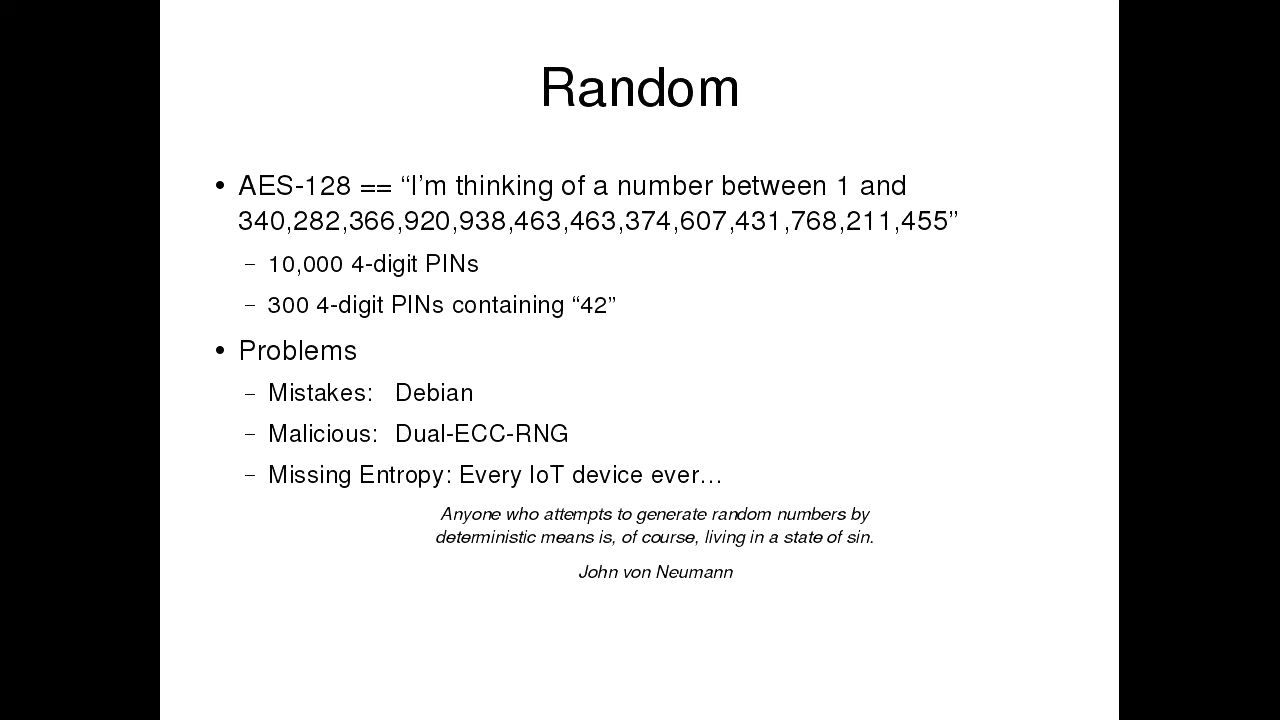 Random
• AES-128 == “I’m thinking of a number between 1 and
340,282,366,920,938,463,463,374,607,431,768,211,455”
– 10,000 4-digit PINs
– 300 4-digit PINs containing “42”
• Problems
– Mistakes: Debian
– Malicious: Dual-ECC-RNG
– Missing Entropy: Every IoT device ever…
Anyone who attempts to generate random numbers by
deterministic means is, of course, living in a state of sin.
John von Neumann